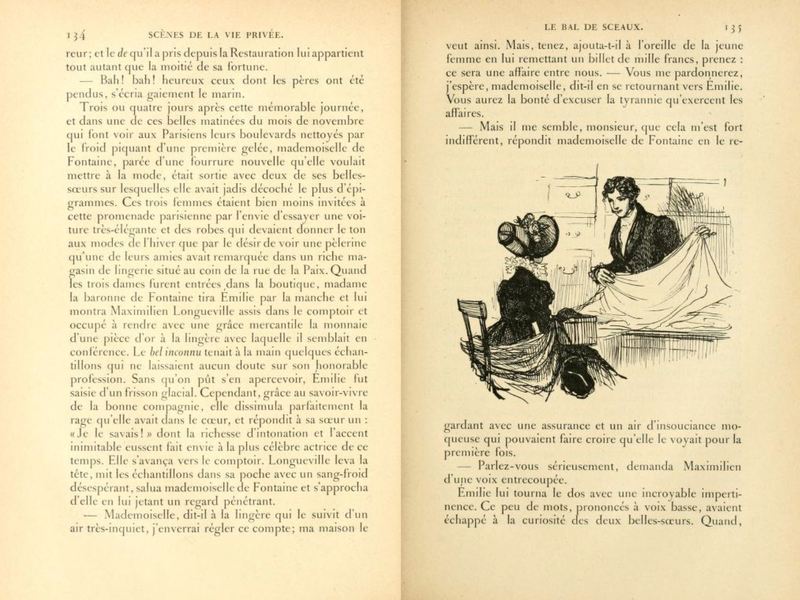 134 SCÈNES DE LA VIE PRIVÉE.
reur; et le de qu'il a pris depuis la Restauration lui appartient
tout autant que la moitié de sa fortune.
— Bah! bah! heureux ceux dont les pères ont été
pendus, s'écria gaiement le marin.
Trois ou quatre jours après cette mémorable journée,
et dans une de ces belles matinées du mois de novembre
qui font voir aux Parisiens leurs boulevards nettoyés par
le froid piquant d'une première gelée, mademoiselle de
Fontaine, parée d'une fourrure nouvelle qu'elle voulait
mettre à la mode, était sortie avec deux de ses belles-
sœurs sur lesquelles elle avait jadis décoché le plus d'épi-
grammes. Ces trois femmes étaient bien moins invitées à
cette promenade parisienne par l'envie d'essayer une voi-
ture très-élégante et des robes qui devaient donner le ton
aux modes de l'hiver que par le désir de voir une pèlerine
qu'une de leurs amies avait remarquée dans un riche ma-
gasin de lingerie situé au coin de la rue de la Paix. Quand
les trois dames furent entrées dans la boutique, madame
la baronne de Fontaine tira Émilie par la manche et lui
montra Maximilien Longueville assis dans le comptoir et
occupé à rendre avec une grâce mercantile la monnaie
d'une pièce d'or à la lingère avec laquelle il semblait en
conférence. Le bel inconnu tenait à la main quelques échan-
tillons qui ne laissaient aucun doute sur son honorable
profession. Sans qu'on pût s'en apercevoir, Émilie fut
saisie d'un frisson glacial. Cependant, grâce au savoir-vivre
de la bonne compagnie, elle dissimula parfaitement la
rage qu'elle avait dans le cœur, et répondit à sa sœur un :
« Je le savais! » dont la richesse d'intonation et l'accent
inimitable eussent fait envie à la plus célèbre actrice de ce
temps. Elle s'avança vers le comptoir. Longueville leva la
tête, mit les échantillons dans sa poche avec un sang-froid
désespérant, salua mademoiselle de Fontaine et s'approcha
d'elle en lui jetant un regard pénétrant.
— Mademoiselle, dit-il à la lingère qui le suivit d'un
air très-inquiet, j'enverrai régler ce compte; ma maison le
LE BAL DE SCEAUX. 135
veut ainsi. Mais, tenez, ajouta-t-il à l'oreille de la jeune
femme en lui remettant un billet de mille francs, prenez :
ce sera une affaire entre nous. — Vous me pardonnerez,
j'espère, mademoiselle, dit-il en se retournant vers Émilie.
Vous aurez la bonté d'excuser la tyrannie qu'exercent les
affaires.
— Mais il me semble, monsieur, que cela m'est fort
indifférent, répondit mademoiselle de Fontaine en le re-
gardant avec une assurance et un air d'insouciance mo-
queuse qui pouvaient faire croire qu'elle le voyait pour la
première fois.
— Parlez-vous sérieusement, demanda Maximilien
d'une voix entrecoupée.
Émilie lui tourna le dos avec une incroyable imperti-
nence. Ce peu de mots, prononcés à voix basse, avaient
échappé à la curiosité des deux belles-sœurs. Quand,